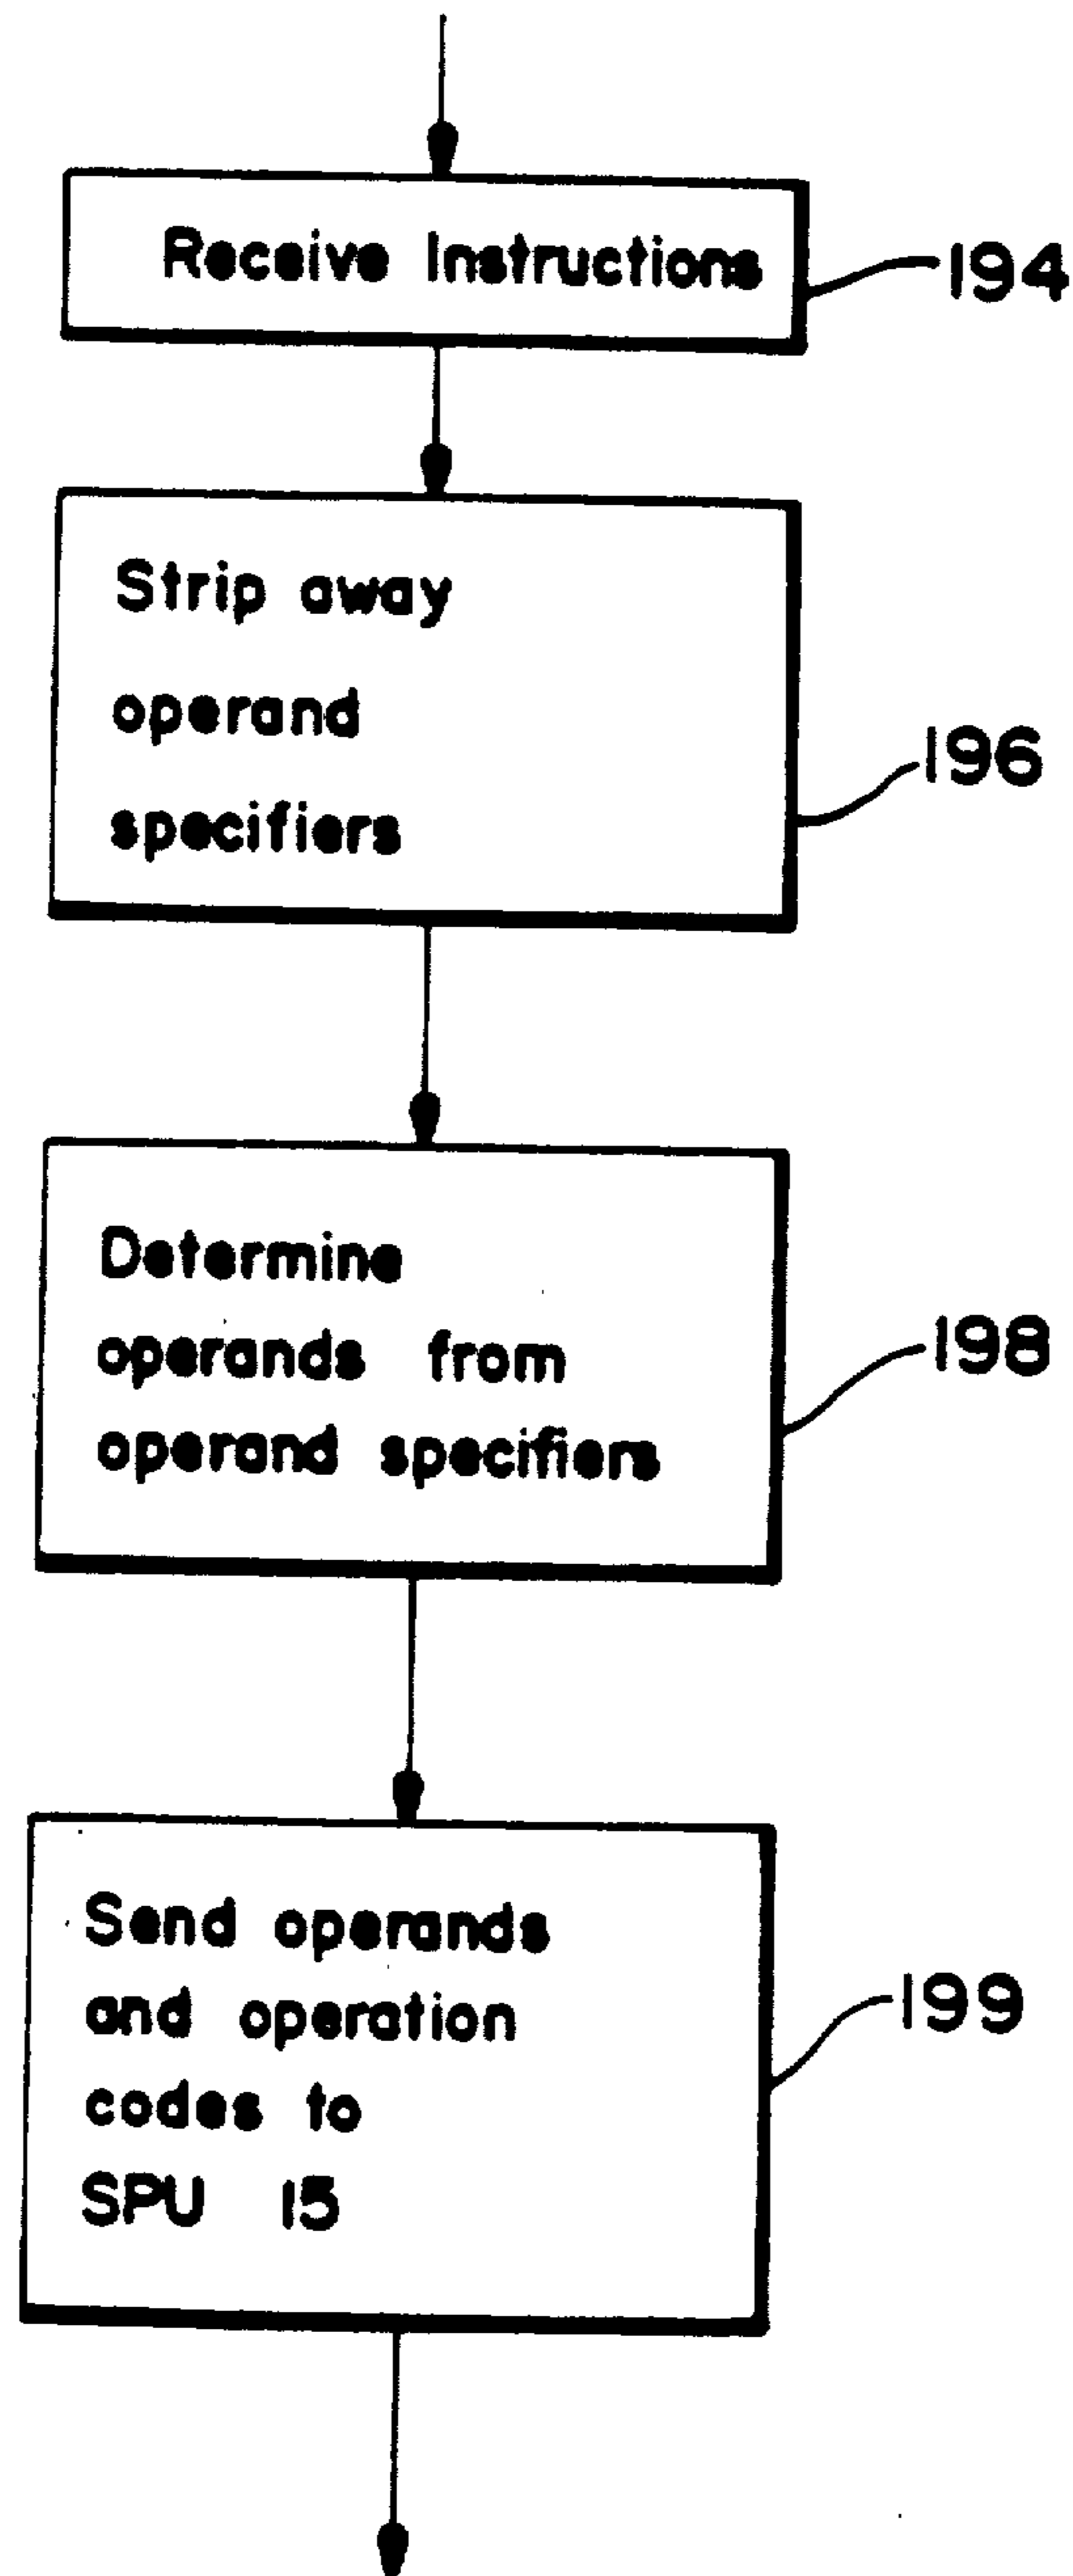 Receive Instructions
194
Strip away
operand
specifiers
196
Determine
operands from
operand specifiers
198
Send operands
and operation
codes to
SPU 15
199